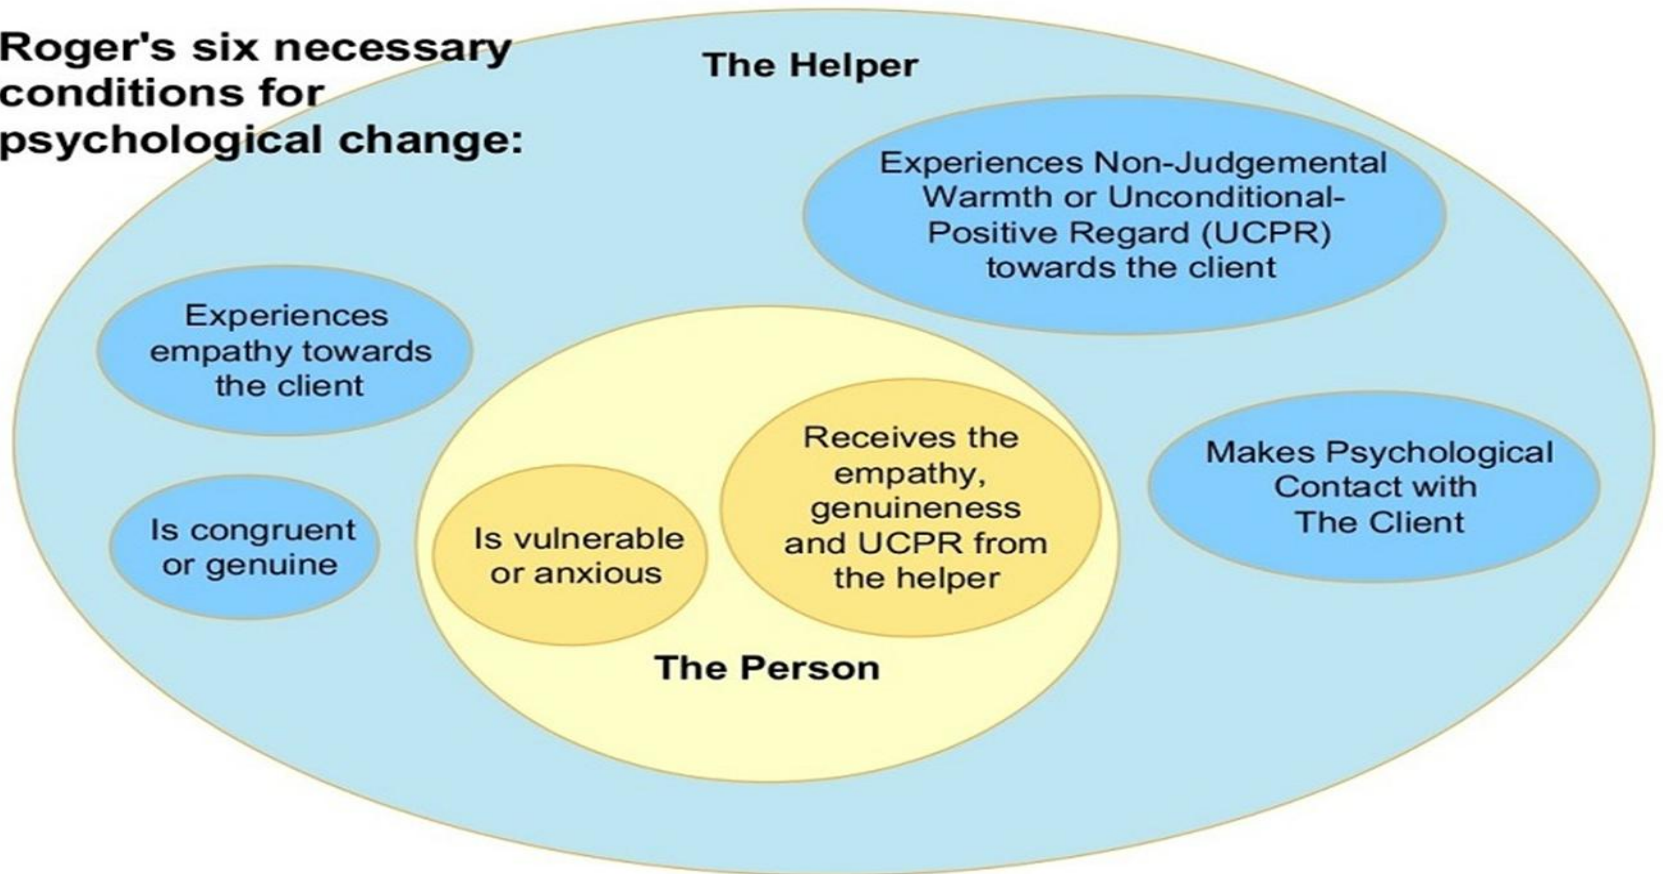 Roger's six necessary
conditions for
psychological change:
The Helper
Experiences Non-Judgemental
Warmth or Unconditional-
Positive Regard (UCPR)
towards the client
Experiences
empathy towards
the client
Is congruent
or genuine
Is vulnerable
or anxious
Receives the
empathy,
genuineness
and UCPR from
the helper
The Person
Makes Psychological
Contact with
The Client